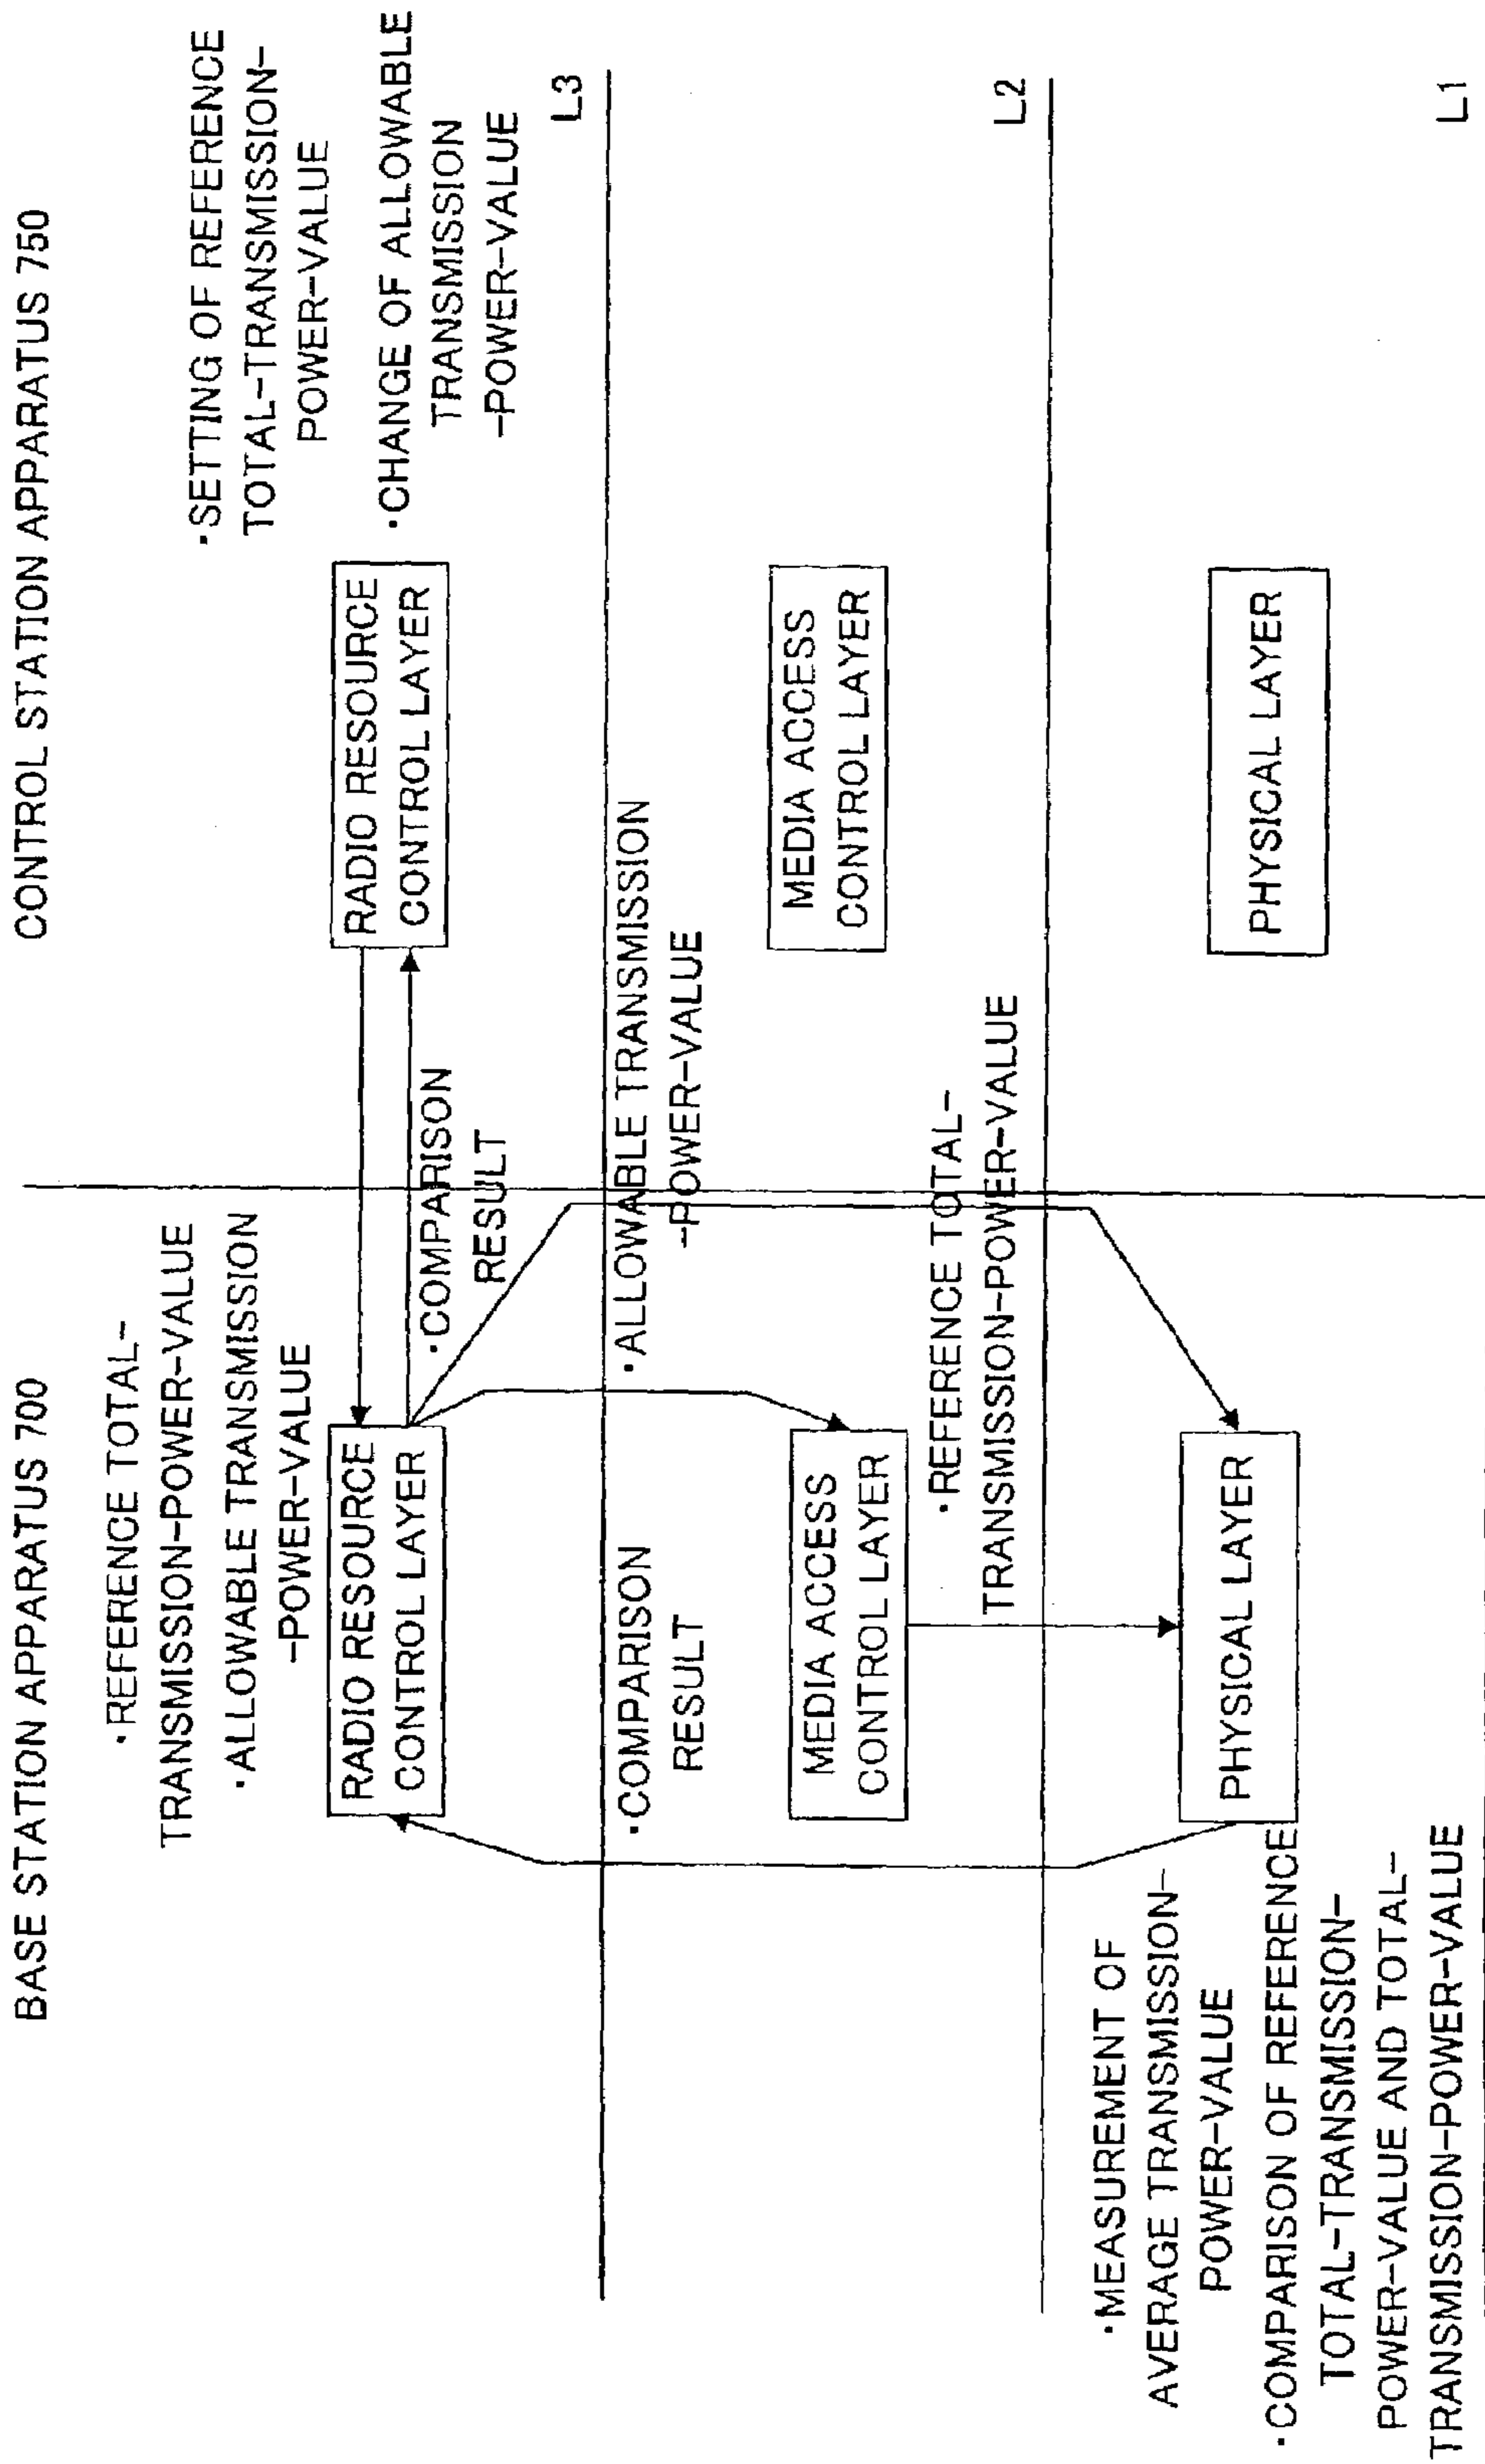 BASE STATION APPARATUS 700
CONTROL STATION APPARATUS 750
·REFERENCE TOTAL-
TRANSMISSION-POWER-VALUE
·ALLOWABLE TRANSMISSION
-POWER-VALUE
·SETTING OF REFERENCE
TOTAL-TRANSMISSION-
POWER-VALUE
·CHANGE OF ALLOWABLE
TRANSMISSION
-POWER-VALUE
RADIO RESOURCE
CONTROL LAYER
·COMPARISON
RESULT
RADIO RESOURCE
CONTROL LAYER
L3
·COMPARISON
RESULT
·ALLOWABLE TRANSMISSION
-POWER-VALUE
MEDIA ACCESS
CONTROL LAYER
MEDIA ACCESS
CONTROL LAYER
·REFERENCE TOTAL-
TRANSMISSION-POWER-VALUE
L2
·MEASUREMENT OF
AVERAGE TRANSMISSION-
POWER-VALUE
·COMPARISON OF REFERENCE
TOTAL-TRANSMISSION-
POWER-VALUE AND TOTAL-
TRANSMISSION-POWER-VALUE
PHYSICAL LAYER
PHYSICAL LAYER
L1